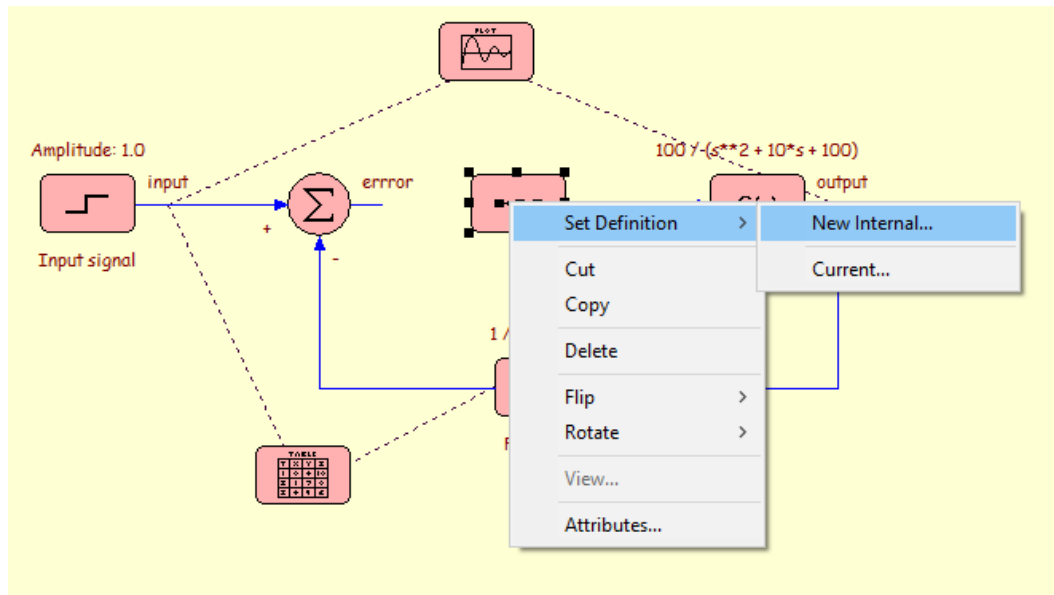 PLOT
Amplitude: 1.0
100 /-(s**2 + 10*s + 100)
input
errror
output
Σ
+
-
Input signal
Set Definition
New Internal...
Cut
Current...
Copy
1 /
Delete
Flip
Rotate
TABLE
T X Y Z
View...
Attributes...